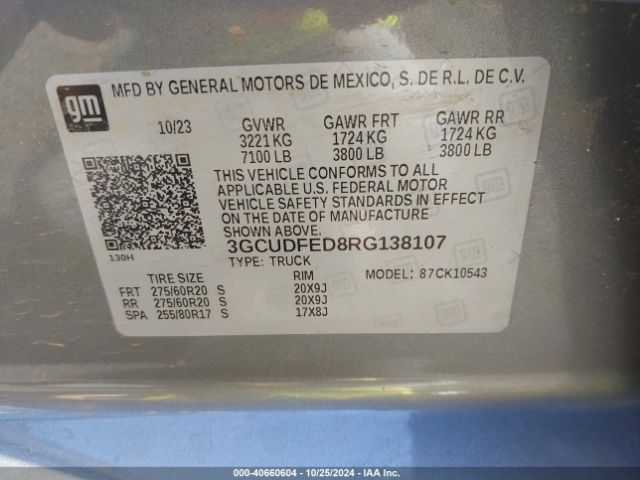 gm
MFD BY GENERAL MOTORS DE MEXICO, S. DE R.L. DE C.V.
10/23 GVWR GAWR FRT GAWR RR
3221 KG 1724 KG 1724 KG
7100 LB 3800 LB 3800 LB
THIS VEHICLE CONFORMS TO ALL
APPLICABLE U.S. FEDERAL MOTOR
VEHICLE SAFETY STANDARDS IN EFFECT
ON THE DATE OF MANUFACTURE
SHOWN ABOVE.
130H
3GCUDFED8RG138107
TYPE: TRUCK
TIRE SIZE RIM MODEL: 87CK10543
FRT 275/60R20 S 20X9J
RR 275/60R20 S 20X9J
SPA 255/80R17 S 17X8J
000-40660604 - 10/25/2024 - IAA Inc.